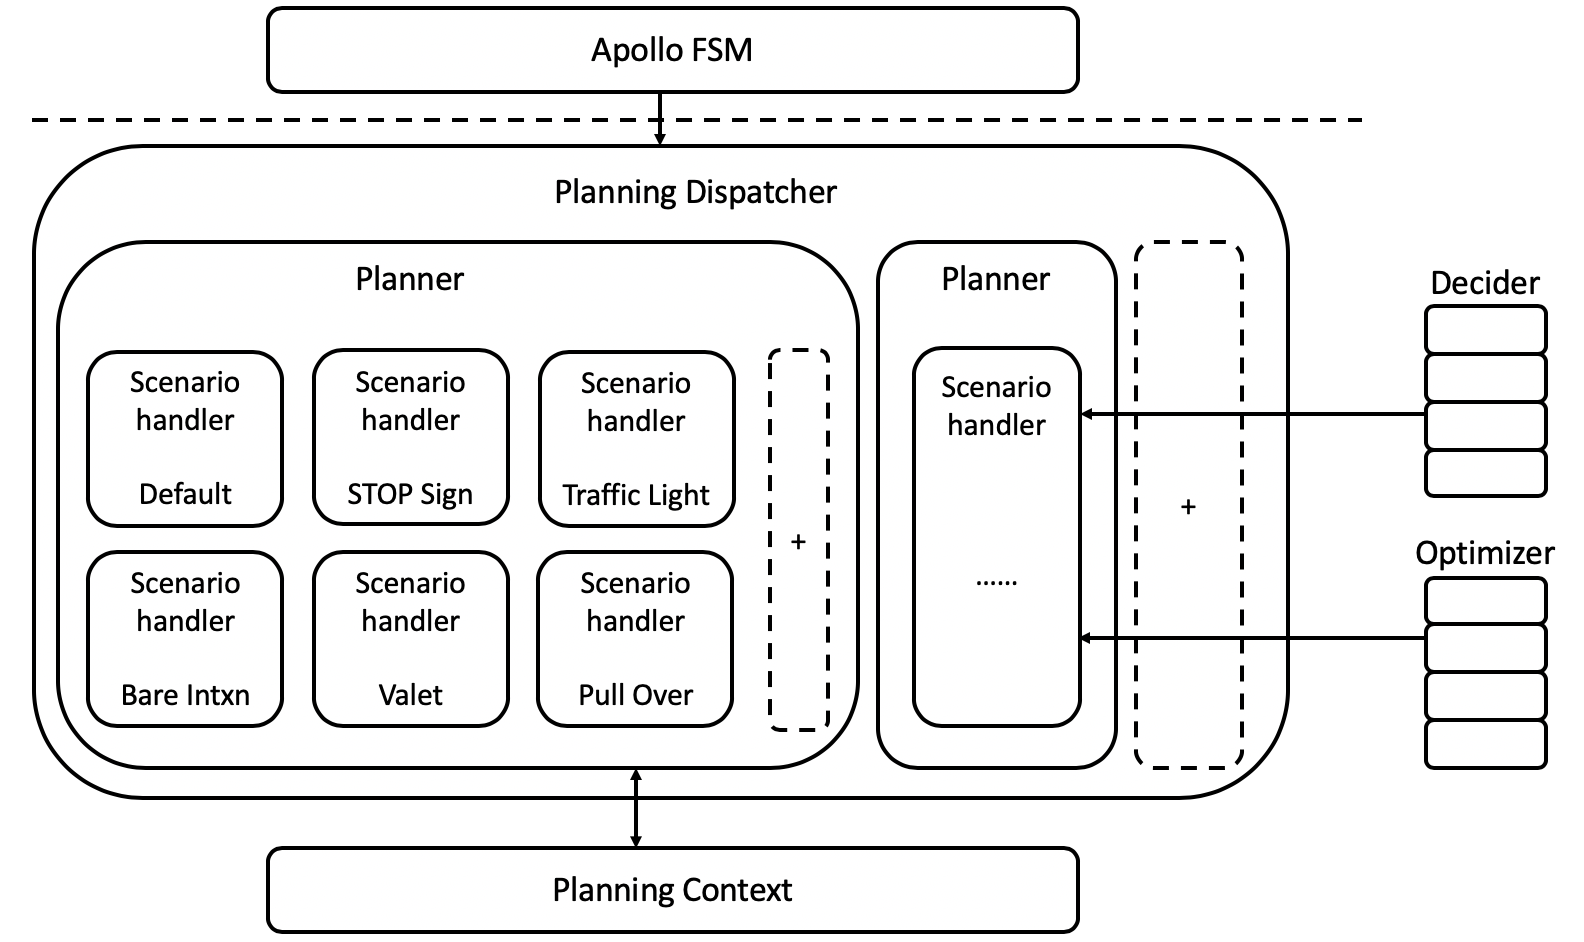 Apollo FSM
Planning Dispatcher
Planner
Scenario
handler
Default
Scenario
handler
STOP Sign
Scenario
handler
Traffic Light
Scenario
handler
Bare Intxn
Scenario
handler
Valet
Scenario
handler
Pull Over
+
Planner
Scenario
handler
......
+
Decider
Optimizer
Planning Context